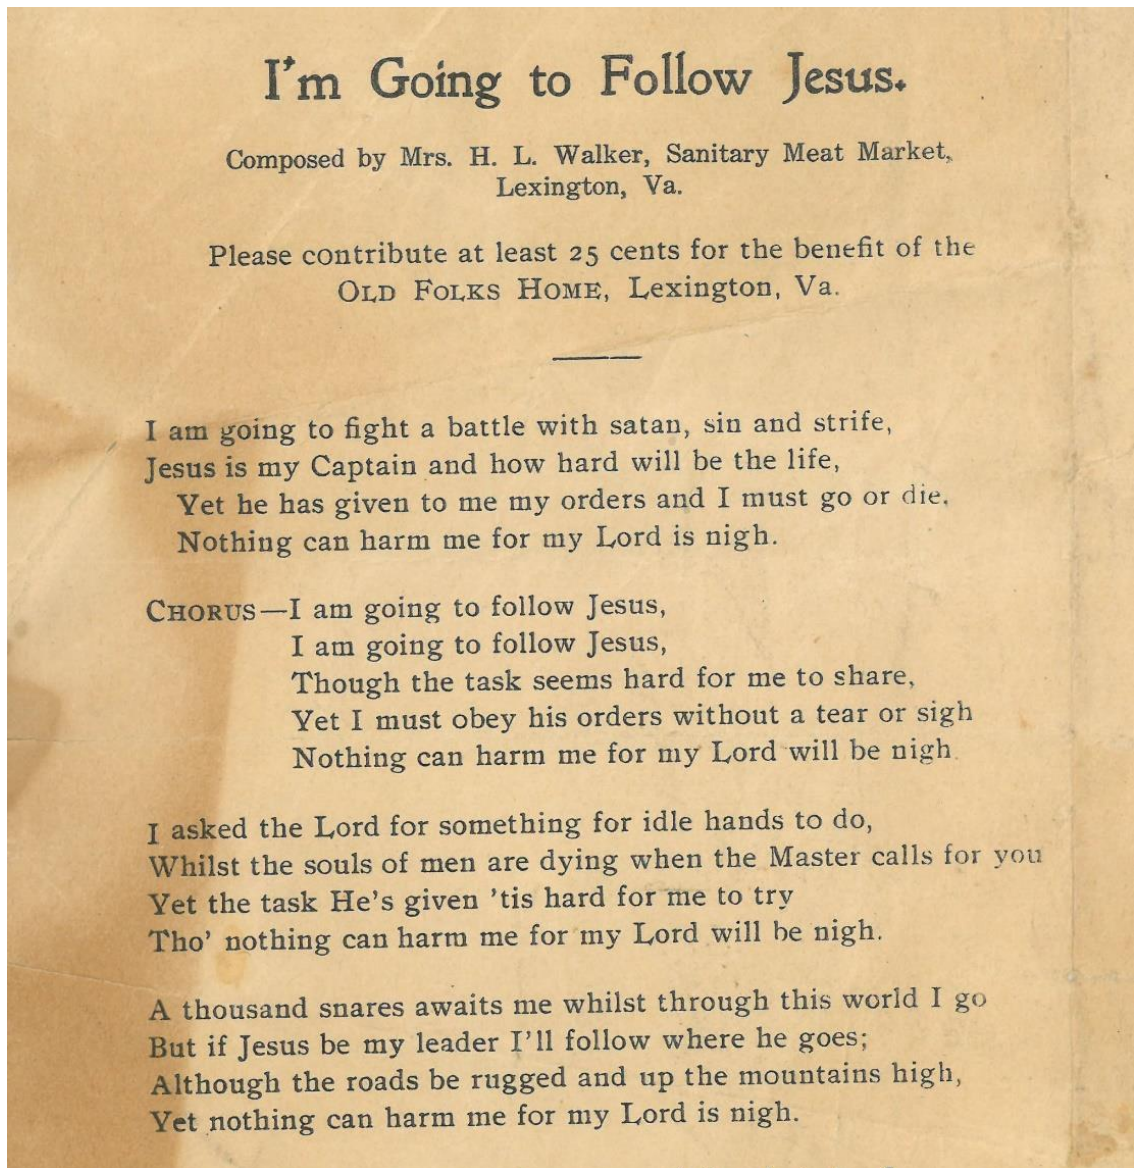 I'm Going to Follow Jesus.
Composed by Mrs. H. L. Walker, Sanitary Meat Market,
Lexington, Va.
Please contribute at least 25 cents for the benefit of the
OLD FOLKS HOME, Lexington, Va.
I am going to fight a battle with satan, sin and strife,
Jesus is my Captain and how hard will be the life,
Yet he has given to me my orders and I must go or die.
Nothing can harm me for my Lord is nigh.
CHORUS—I am going to follow Jesus,
I am going to follow Jesus,
Though the task seems hard for me to share,
Yet I must obey his orders without a tear or sigh
Nothing can harm me for my Lord will be nigh.
I asked the Lord for something for idle hands to do,
Whilst the souls of men are dying when the Master calls for you
Yet the task He's given 'tis hard for me to try
Tho' nothing can harm me for my Lord will be nigh.
A thousand snares awaits me whilst through this world I go
But if Jesus be my leader I'll follow where he goes;
Although the roads be rugged and up the mountains high,
Yet nothing can harm me for my Lord is nigh.